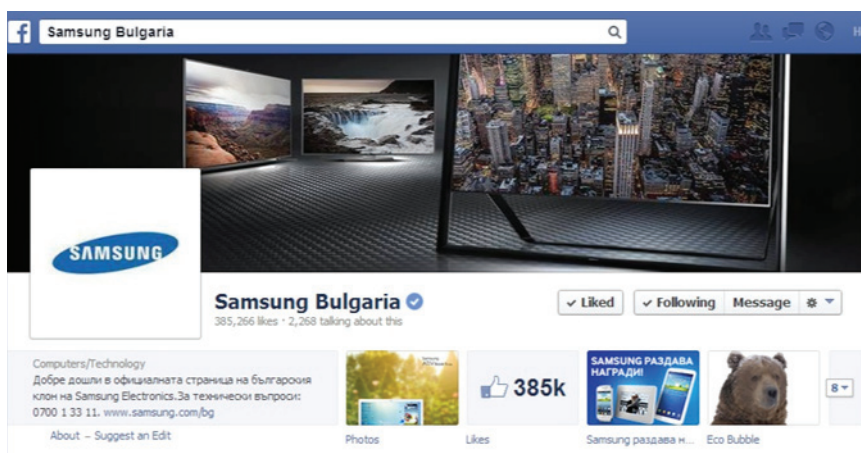 f Samsung Bulgaria
H
SAMSUNG
Samsung Bulgaria
385,266 likes · 2,268 talking about this
Liked
Following
Message
Computers/Technology
Добре дошли в официалната страница на българския
клон на Samsung Electronics.За технически въпроси:
0700 1 33 11. www.samsung.com/bg
About – Suggest an Edit
385k
SAMSUNG РАЗДАВА
НАГРАДИ!
8
Photos
Likes
Samsung раздава н...
Eco Bubble